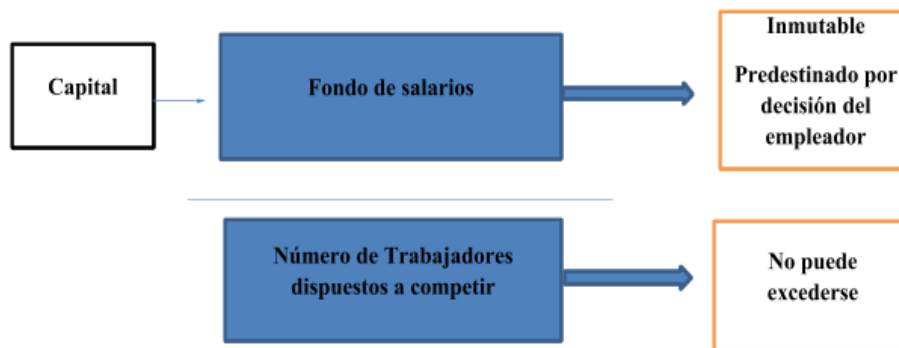 Capital
Fondo de salarios
Inmutable
Predestinado por
decisión del
empleador
Número de Trabajadores
dispuestos a competir
No puede
excederse